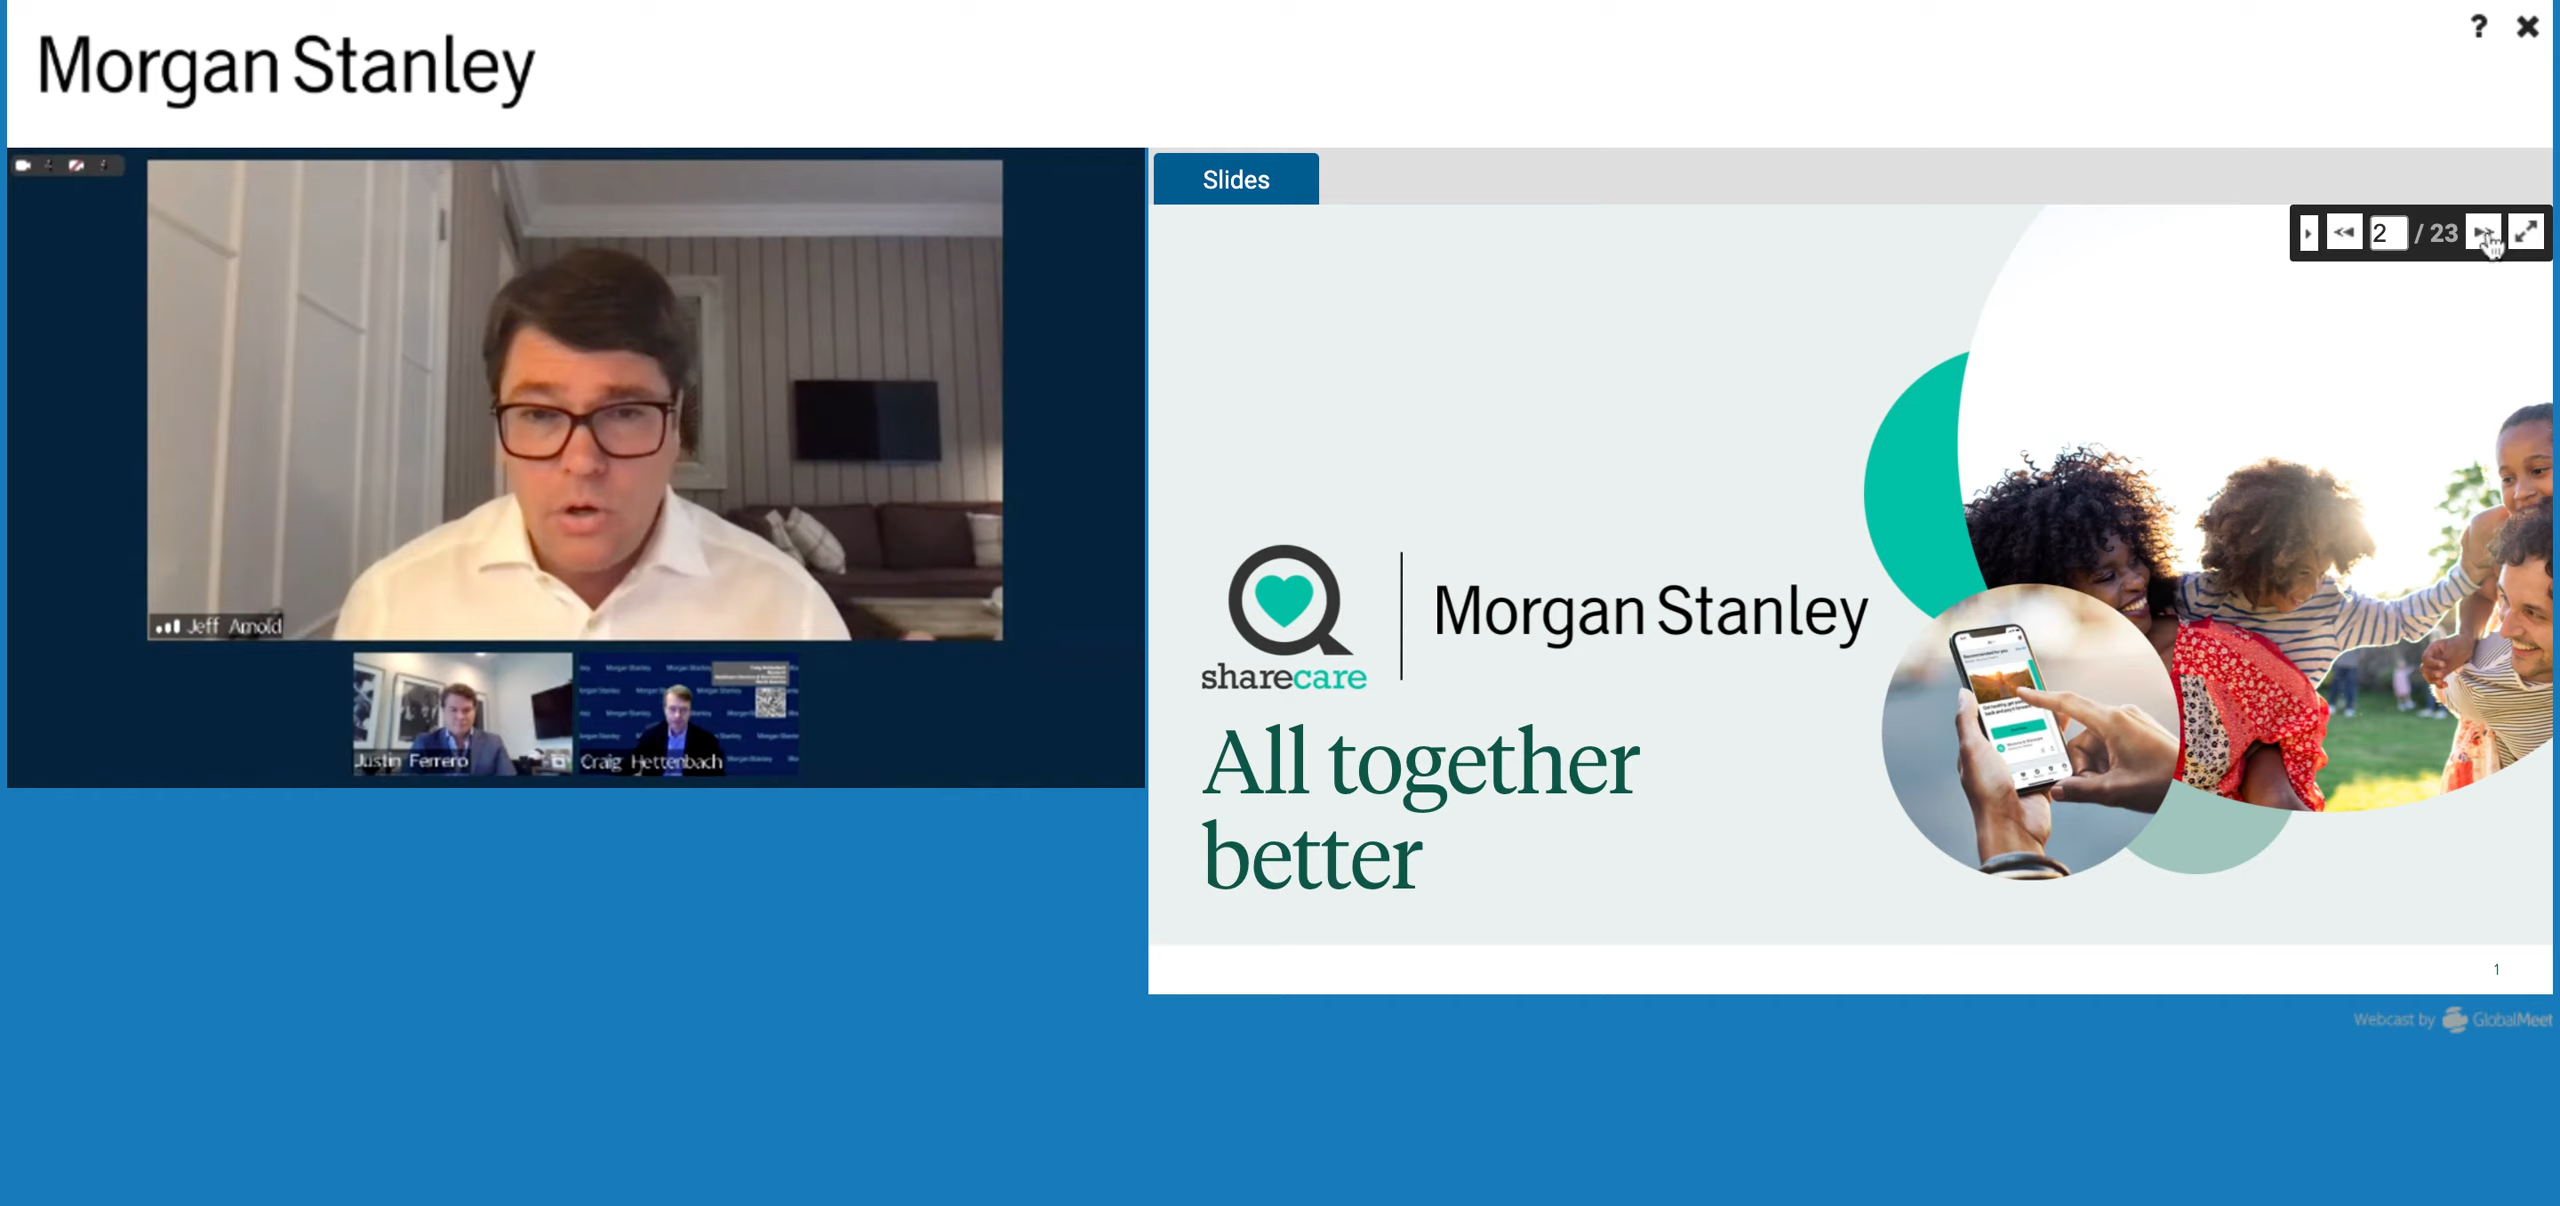 Morgan Stanley
? ✖
Slides
2 / 23
Jeff Arnold
Justin Ferrero
Craig Hettenbach
sharecare
Morgan Stanley
All together
better
1
Webcast by GlobalMeet